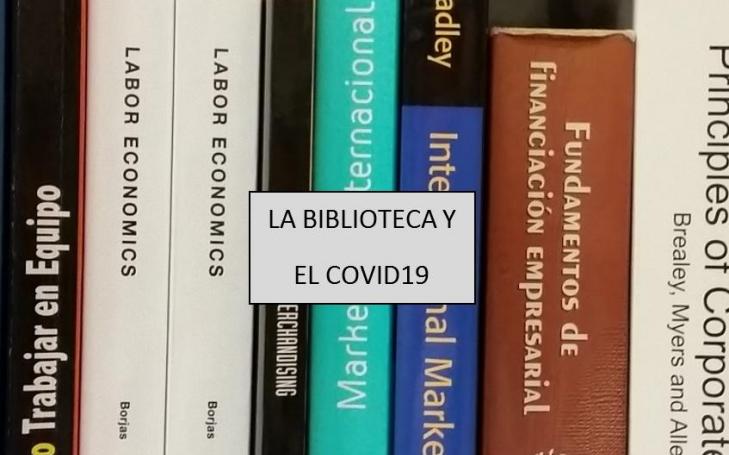 o Trabajar en Equipo
LABOR ECONOMICS
Borjas
LABOR ECONOMICS
Borjas
ERCHANDISING
Marke
ternacional
adley
Inte
nal Marke
FUNDAMENTOS de
FINANCIACIÓN EMPRESARIAL
Principles of Corporate
Brealey, Myers and Alle
LA BIBLIOTECA Y
EL COVID19